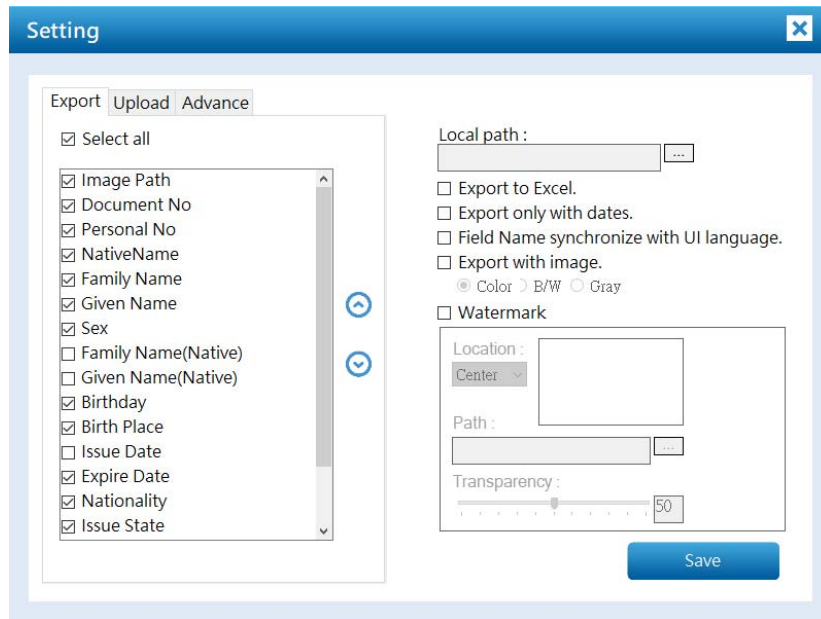 Setting
Export Upload Advance
Select all
Image Path
Document No
Personal No
NativeName
Family Name
Given Name
Sex
Family Name(Native)
Given Name(Native)
Birthday
Birth Place
Issue Date
Expire Date
Nationality
Issue State
Local path :
...
Export to Excel.
Export only with dates.
Field Name synchronize with UI language.
Export with image.
Color B/W Gray
Watermark
Location :
Center
Path :
...
Transparency :
50
Save